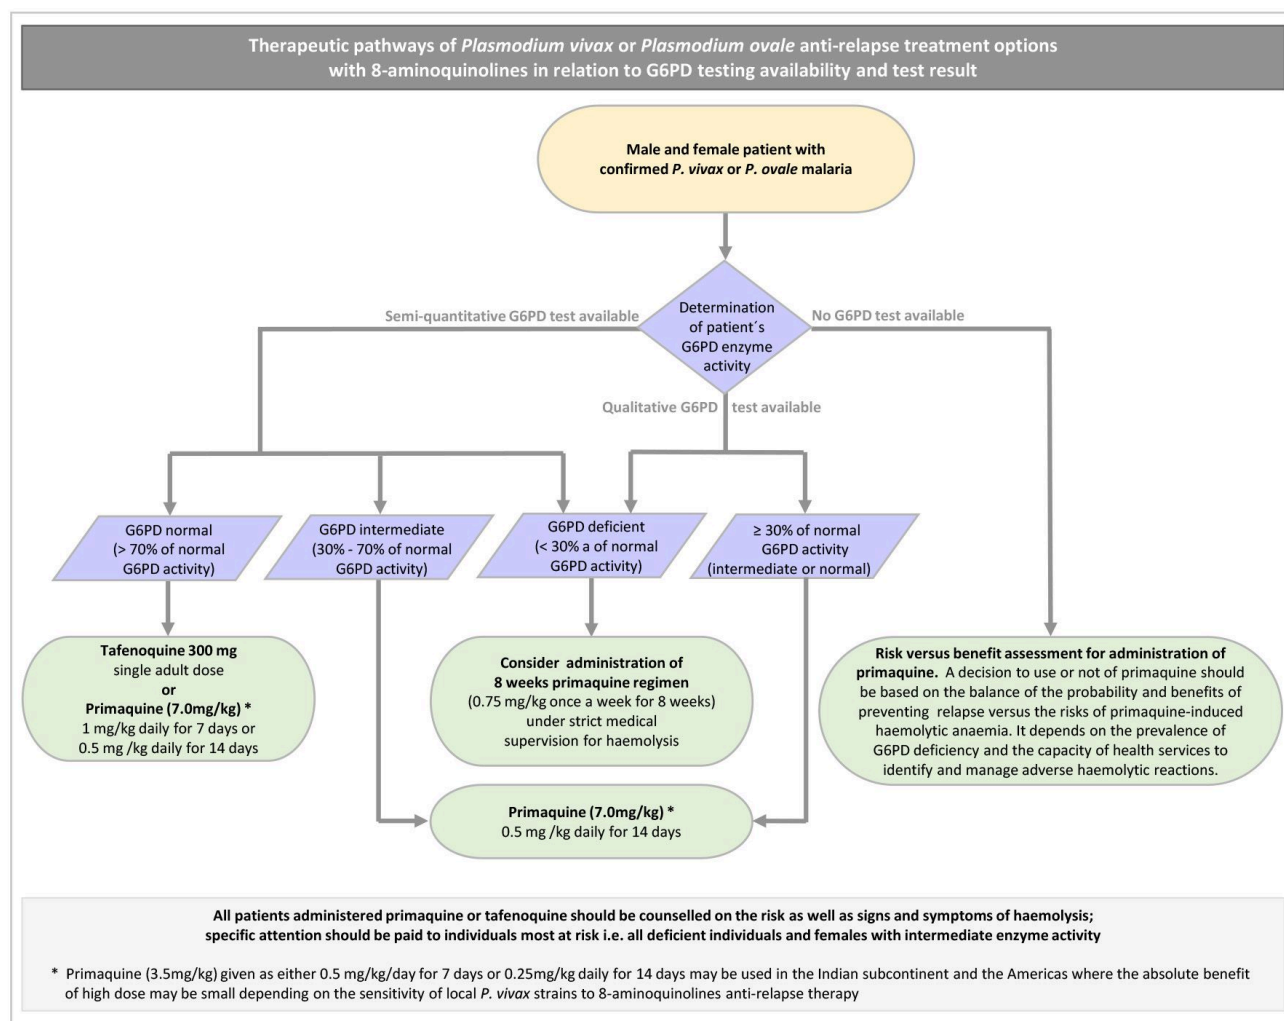 Therapeutic pathways of Plasmodium vivax or Plasmodium ovale anti-relapse treatment options
with 8-aminoquinolines in relation to G6PD testing availability and test result
Male and female patient with
confirmed P. vivax or P. ovale malaria
Determination
of patient´s
G6PD enzyme
activity
Semi-quantitative G6PD test available
No G6PD test available
Qualitative G6PD test available
G6PD normal
(> 70% of normal
G6PD activity)
G6PD intermediate
(30% - 70% of normal
G6PD activity)
G6PD deficient
(< 30% a of normal
G6PD activity)
≥ 30% of normal
G6PD activity
(intermediate or normal)
Tafenoquine 300 mg
single adult dose
or
Primaquine (7.0mg/kg) *
1 mg/kg daily for 7 days or
0.5 mg /kg daily for 14 days
Consider administration of
8 weeks primaquine regimen
(0.75 mg/kg once a week for 8 weeks)
under strict medical
supervision for haemolysis
Risk versus benefit assessment for administration of
primaquine. A decision to use or not of primaquine should
be based on the balance of the probability and benefits of
preventing relapse versus the risks of primaquine-induced
haemolytic anaemia. It depends on the prevalence of
G6PD deficiency and the capacity of health services to
identify and manage adverse haemolytic reactions.
Primaquine (7.0mg/kg) *
0.5 mg /kg daily for 14 days
All patients administered primaquine or tafenoquine should be counselled on the risk as well as signs and symptoms of haemolysis;
specific attention should be paid to individuals most at risk i.e. all deficient individuals and females with intermediate enzyme activity
* Primaquine (3.5mg/kg) given as either 0.5 mg/kg/day for 7 days or 0.25mg/kg daily for 14 days may be used in the Indian subcontinent and the Americas where the absolute benefit
of high dose may be small depending on the sensitivity of local P. vivax strains to 8-aminoquinolines anti-relapse therapy